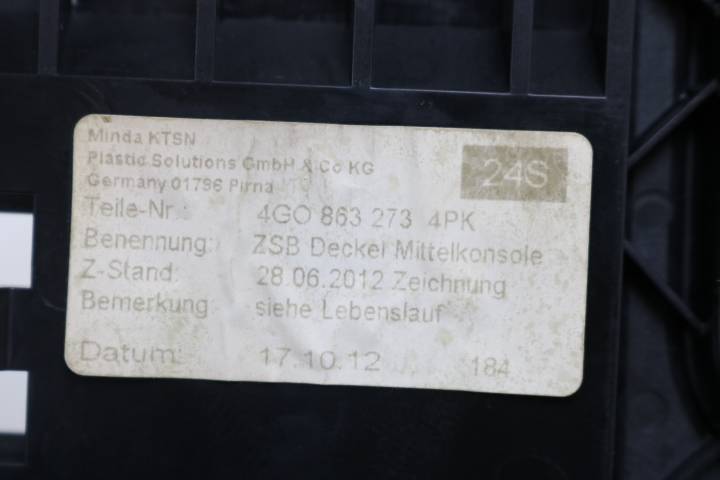 Minda KTSN
Plastic Solutions GmbH & Co KG
Germany 01796 Pirna
24S
Teile-Nr.: 4GO 863 273 4PK
Benennung: ZSB Deckel Mittelkonsole
Z-Stand: 28.06.2012 Zeichnung
Bemerkung: siehe Lebenslauf
Datum: 17.10.12 184